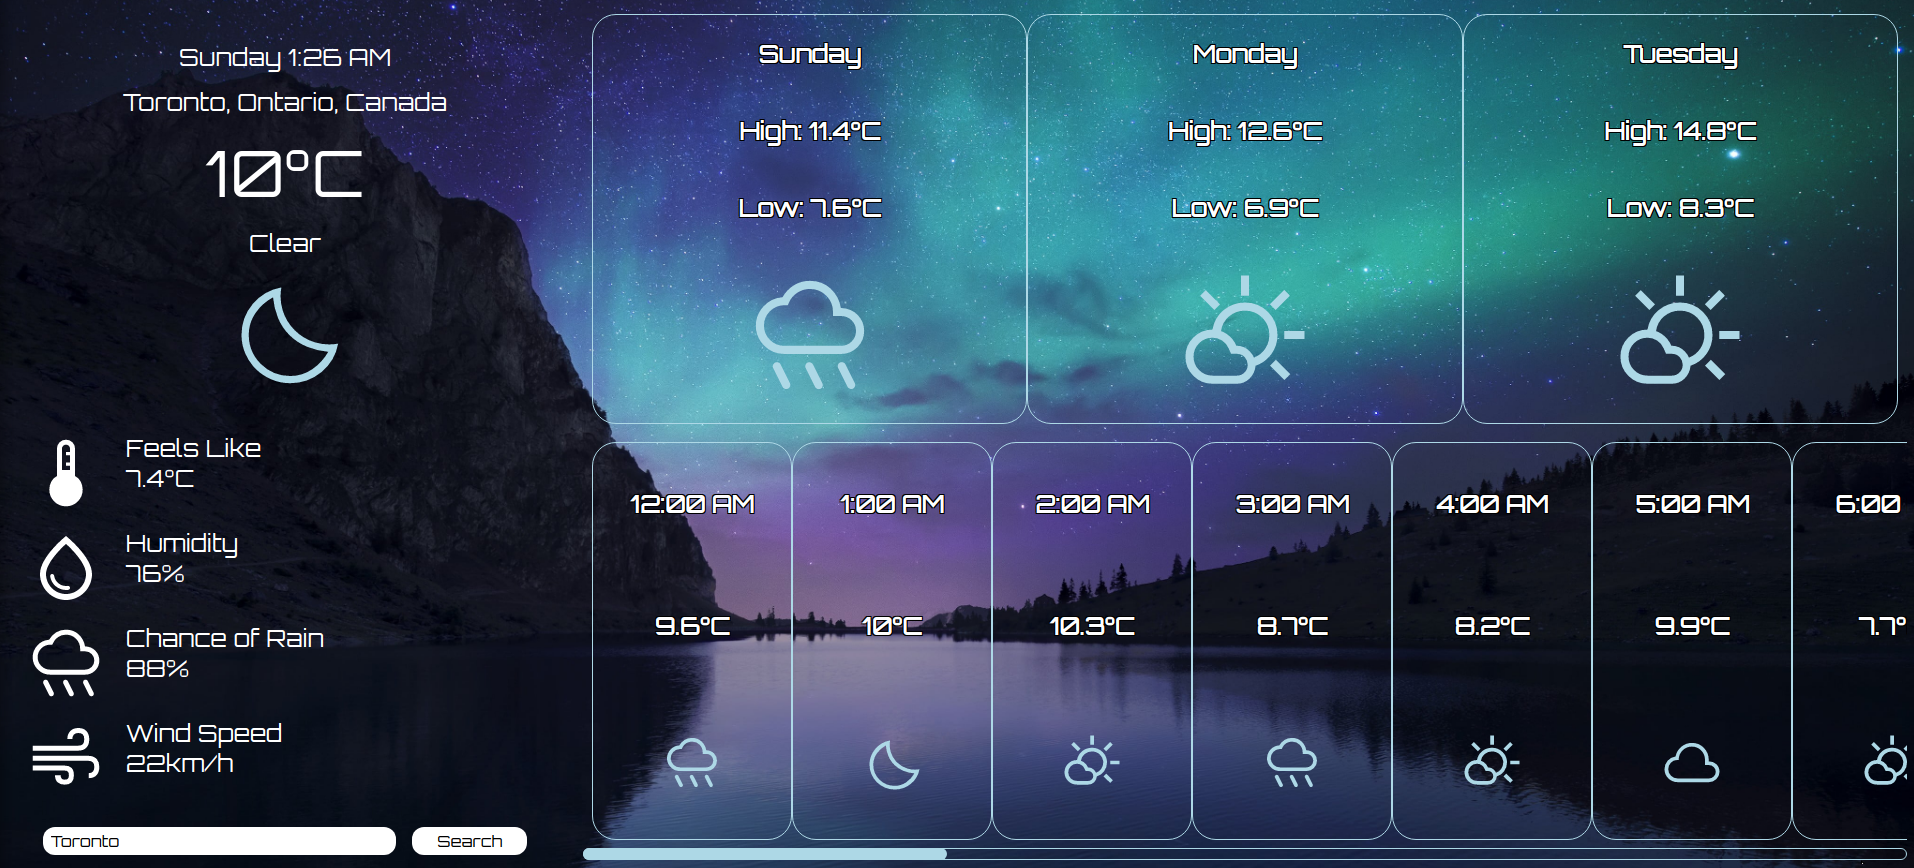 Sunday 1:26 AM
Toronto, Ontario, Canada
10°C
Clear
Feels Like
7.4°C
Humidity
76%
Chance of Rain
88%
Wind Speed
22km/h
Toronto
Search
Sunday
High: 11.4°C
Low: 7.6°C
Monday
High: 12.6°C
Low: 6.9°C
Tuesday
High: 14.8°C
Low: 8.3°C
12:00 AM
9.6°C
1:00 AM
10°C
2:00 AM
10.3°C
3:00 AM
8.7°C
4:00 AM
8.2°C
5:00 AM
9.9°C
6:00
7.7°